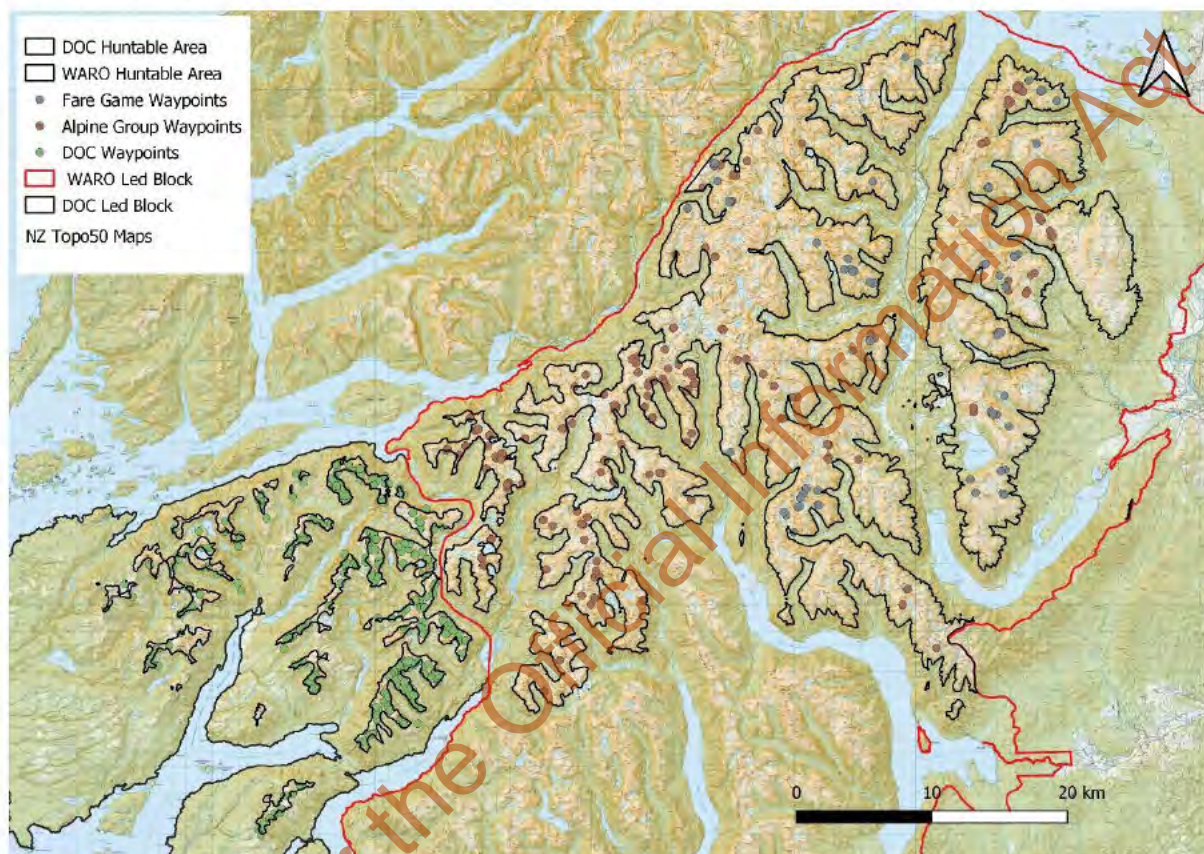 DOC Huntable Area
WARO Huntable Area
Fare Game Waypoints
Alpine Group Waypoints
DOC Waypoints
WARO Led Block
DOC Led Block
NZ Topo50 Maps
the Official Information Act
0 10 20 km